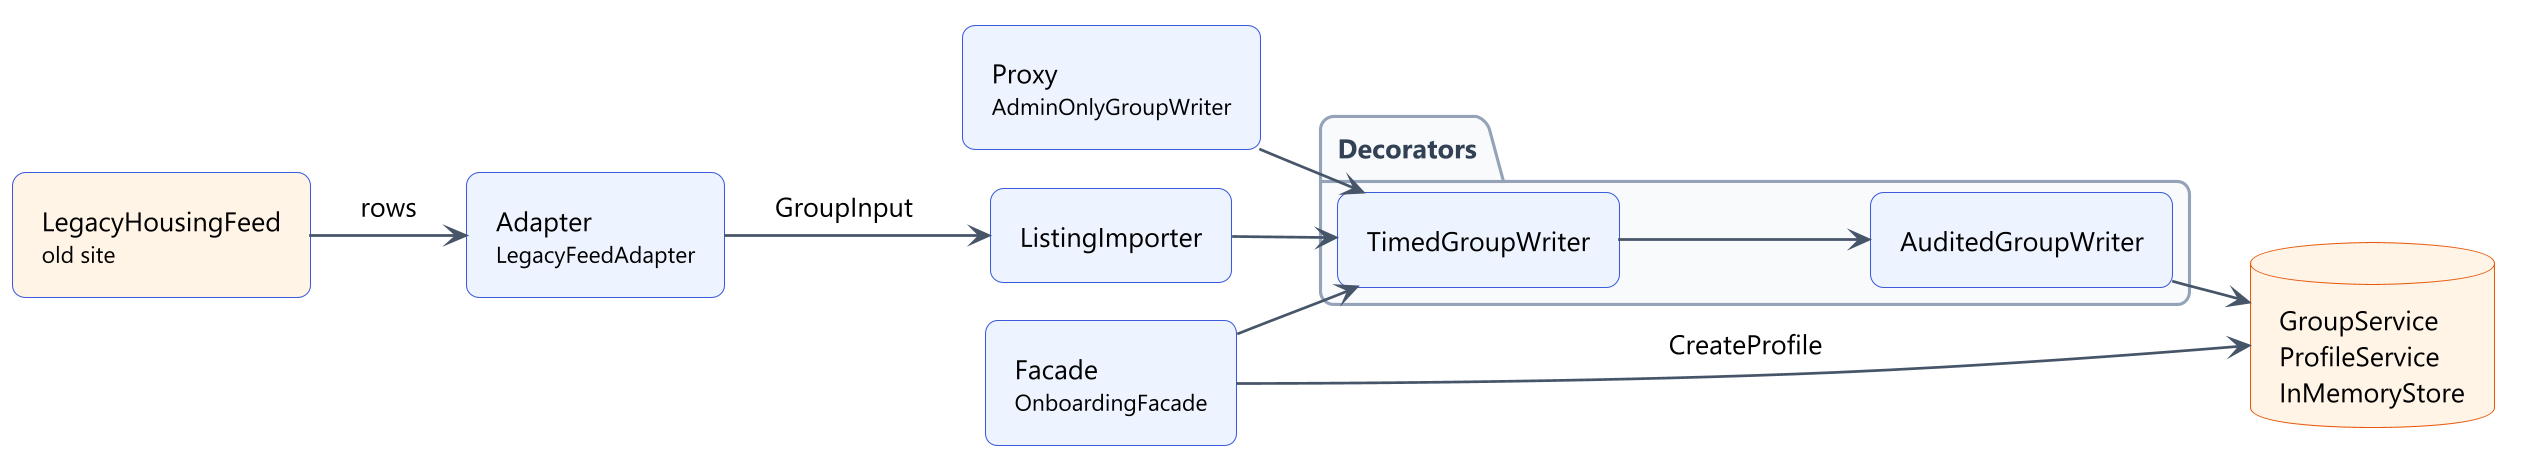 LegacyHousingFeed
old site
rows
Adapter
LegacyFeedAdapter
GroupInput
Proxy
AdminOnlyGroupWriter
ListingImporter
Facade
OnboardingFacade
Decorators
TimedGroupWriter
AuditedGroupWriter
CreateProfile
GroupService
ProfileService
InMemoryStore